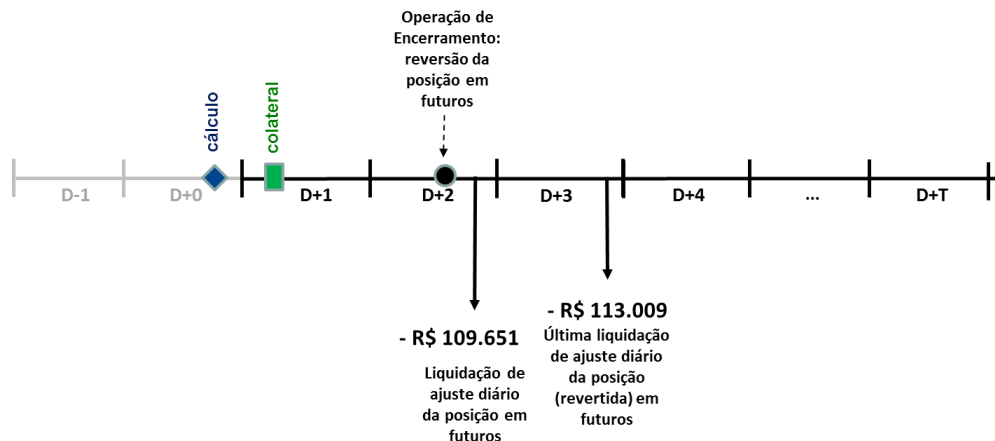 Operação de
Encerramento:
reversão da
posição em
futuros
cálculo
colateral
D-1
D+0
D+1
D+2
D+3
D+4
...
D+T
- R$ 109.651
Liquidação de
ajuste diário
da posição em
futuros
- R$ 113.009
Última liquidação
de ajuste diário
da posição
(revertida) em
futuros